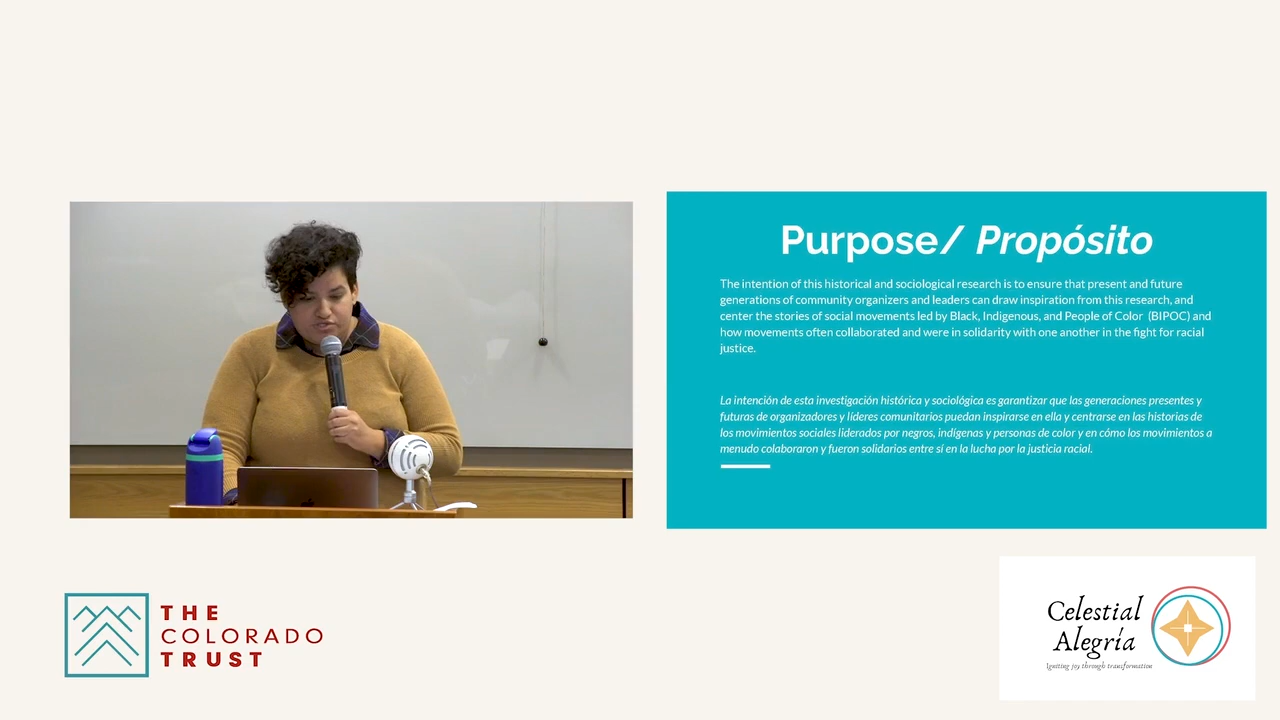 Purpose/ Propósito
The intention of this historical and sociological research is to ensure that present and future
generations of community organizers and leaders can draw inspiration from this research, and
center the stories of social movements led by Black, Indigenous, and People of Color (BIPOC) and
how movements often collaborated and were in solidarity with one another in the fight for racial
justice.
La intención de esta investigación histórica y sociológica es garantizar que las generaciones presentes y
futuras de organizadores y líderes comunitarios puedan inspirarse en ella y centrarse en las historias de
los movimientos sociales liderados por negros, indígenas y personas de color y en cómo los movimientos a
menudo colaboraron y fueron solidarios entre sí en la lucha por la justicia racial.
THE
COLORADO
TRUST
Celestial
Alegría
Igniting joy through transformation